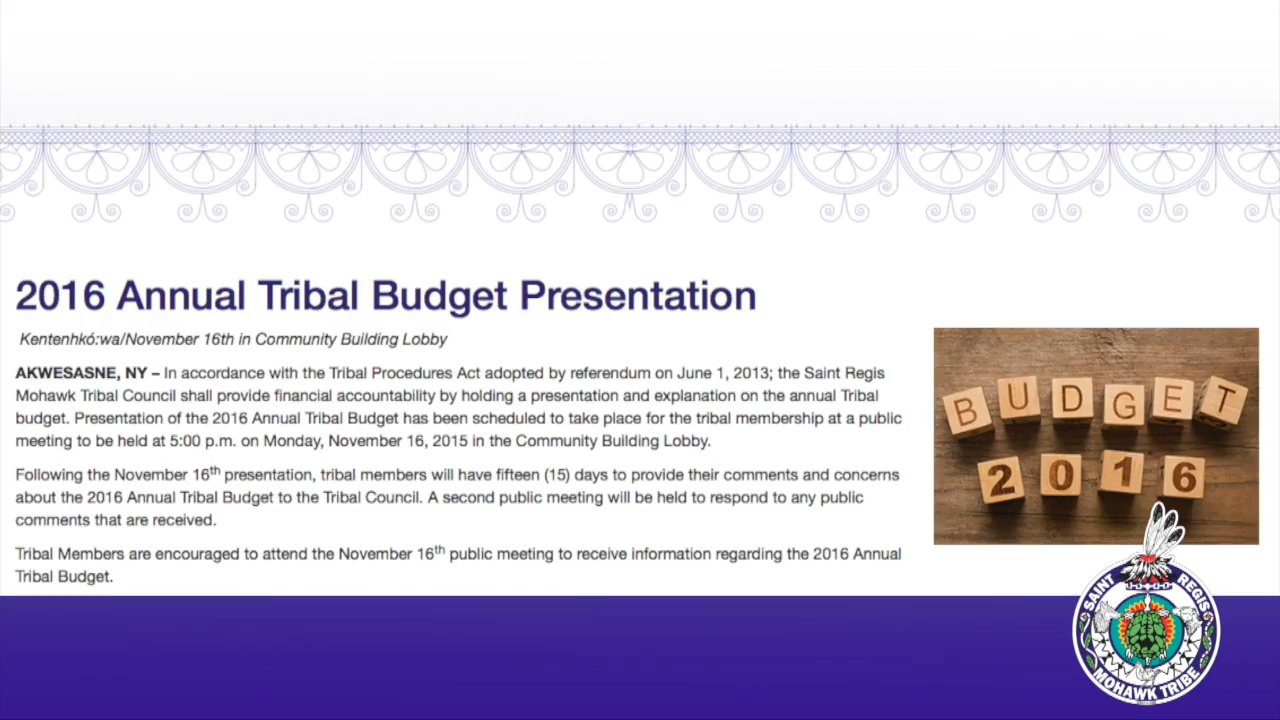 2016 Annual Tribal Budget Presentation
Kentenhkó:wa/November 16th in Community Building Lobby
AKWESASNE, NY – In accordance with the Tribal Procedures Act adopted by referendum on June 1, 2013; the Saint Regis
Mohawk Tribal Council shall provide financial accountability by holding a presentation and explanation on the annual Tribal
budget. Presentation of the 2016 Annual Tribal Budget has been scheduled to take place for the tribal membership at a public
meeting to be held at 5:00 p.m. on Monday, November 16, 2015 in the Community Building Lobby.
Following the November 16th presentation, tribal members will have fifteen (15) days to provide their comments and concerns
about the 2016 Annual Tribal Budget to the Tribal Council. A second public meeting will be held to respond to any public
comments that are received.
Tribal Members are encouraged to attend the November 16th public meeting to receive information regarding the 2016 Annual
Tribal Budget.
BUDGET
2016
SAINT REGIS
MOHAWK TRIBE